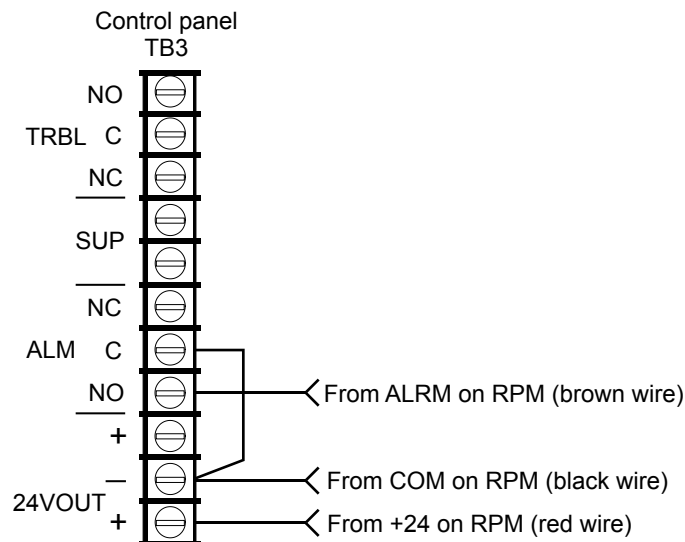 Control panel
TB3
NO
TRBL C
NC
SUP
NC
ALM C
NO From ALRM on RPM (brown wire)
+
– From COM on RPM (black wire)
24VOUT
+ From +24 on RPM (red wire)